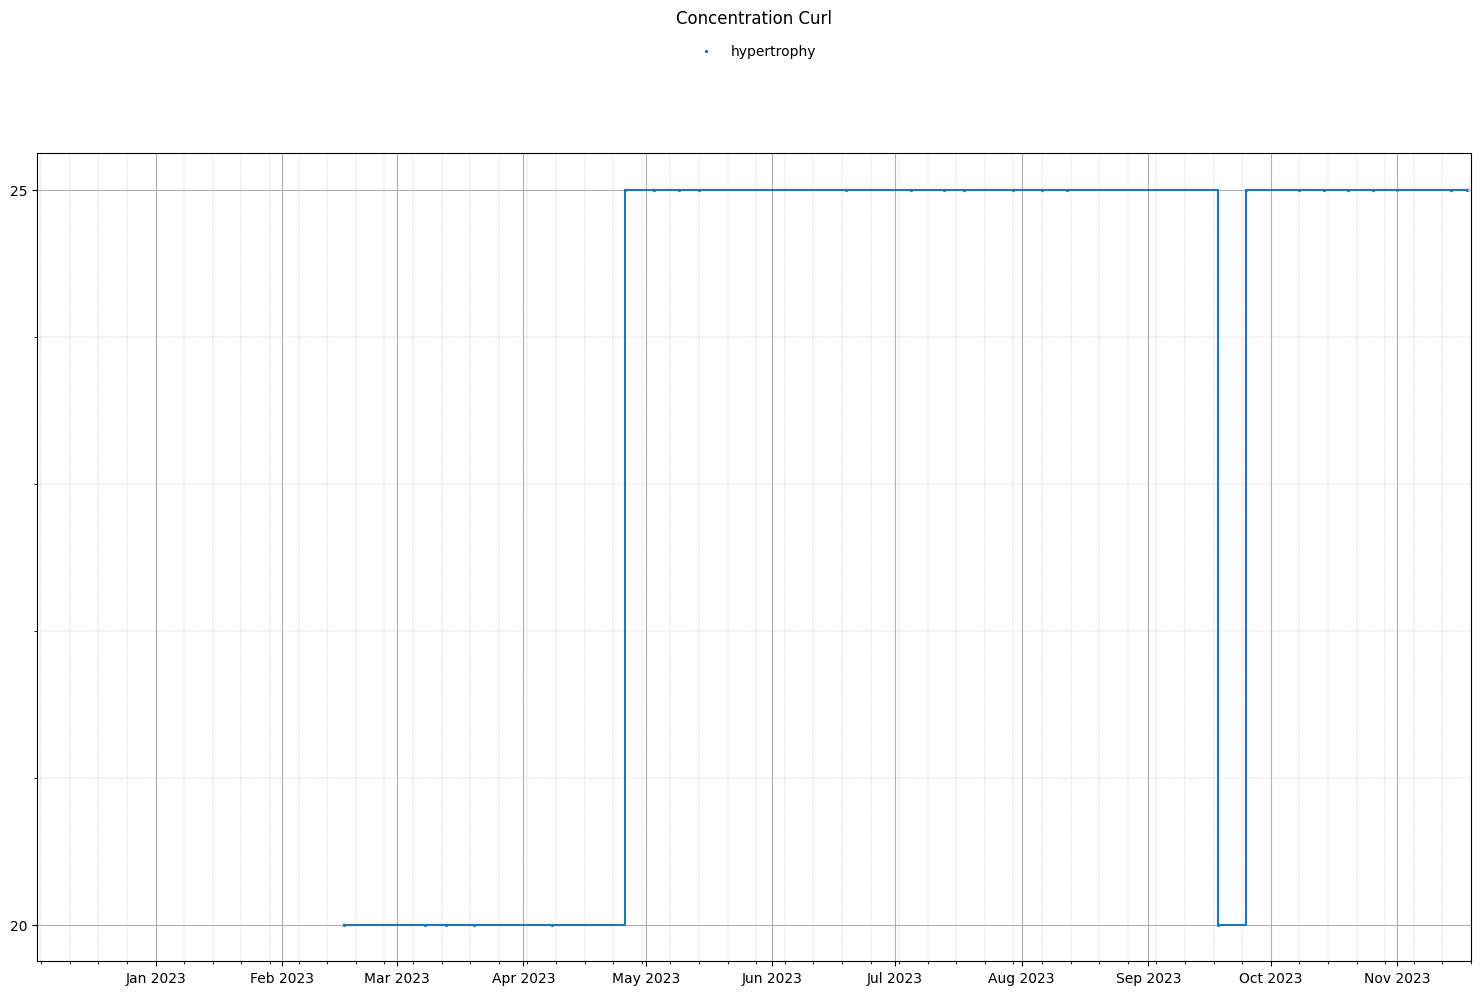 Concentration Curl
hypertrophy
25
20
Jan 2023
Feb 2023
Mar 2023
Apr 2023
May 2023
Jun 2023
Jul 2023
Aug 2023
Sep 2023
Oct 2023
Nov 2023